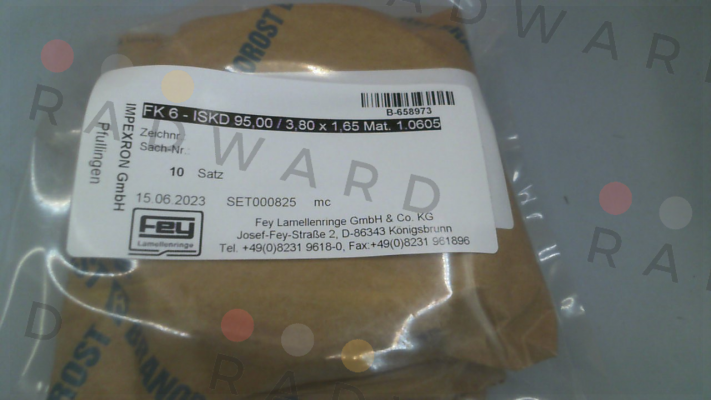 FK 6 - ISKD 95,00 / 3,80 x 1,65 Mat. 1.0605
B-658973
Zeichnr.:
Sach-Nr.:
10 Satz
15.06.2023 SET000825 mc
IMPEXRON GmbH
Pfullingen
Fey
Lamellenringe
Fey Lamellenringe GmbH & Co. KG
Josef-Fey-Straße 2, D-86343 Königsbrunn
Tel. +49(0)8231 9618-0, Fax:+49(0)8231 961896
RADWARD
RADWARD